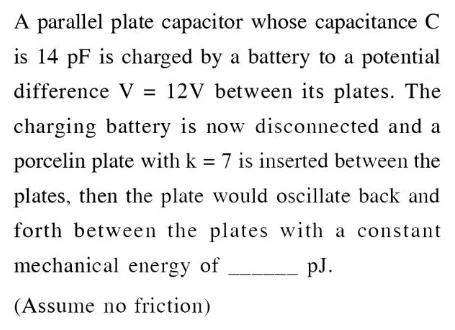 A parallel plate capacitor whose capacitance C
is 14 pF is charged by a battery to a potential
difference V = 12V between its plates. The
charging battery is now disconnected and a
porcelin plate with k = 7 is inserted between the
plates, then the plate would oscillate back and
forth between the plates with a constant
mechanical energy of ______ pJ.
(Assume no friction)